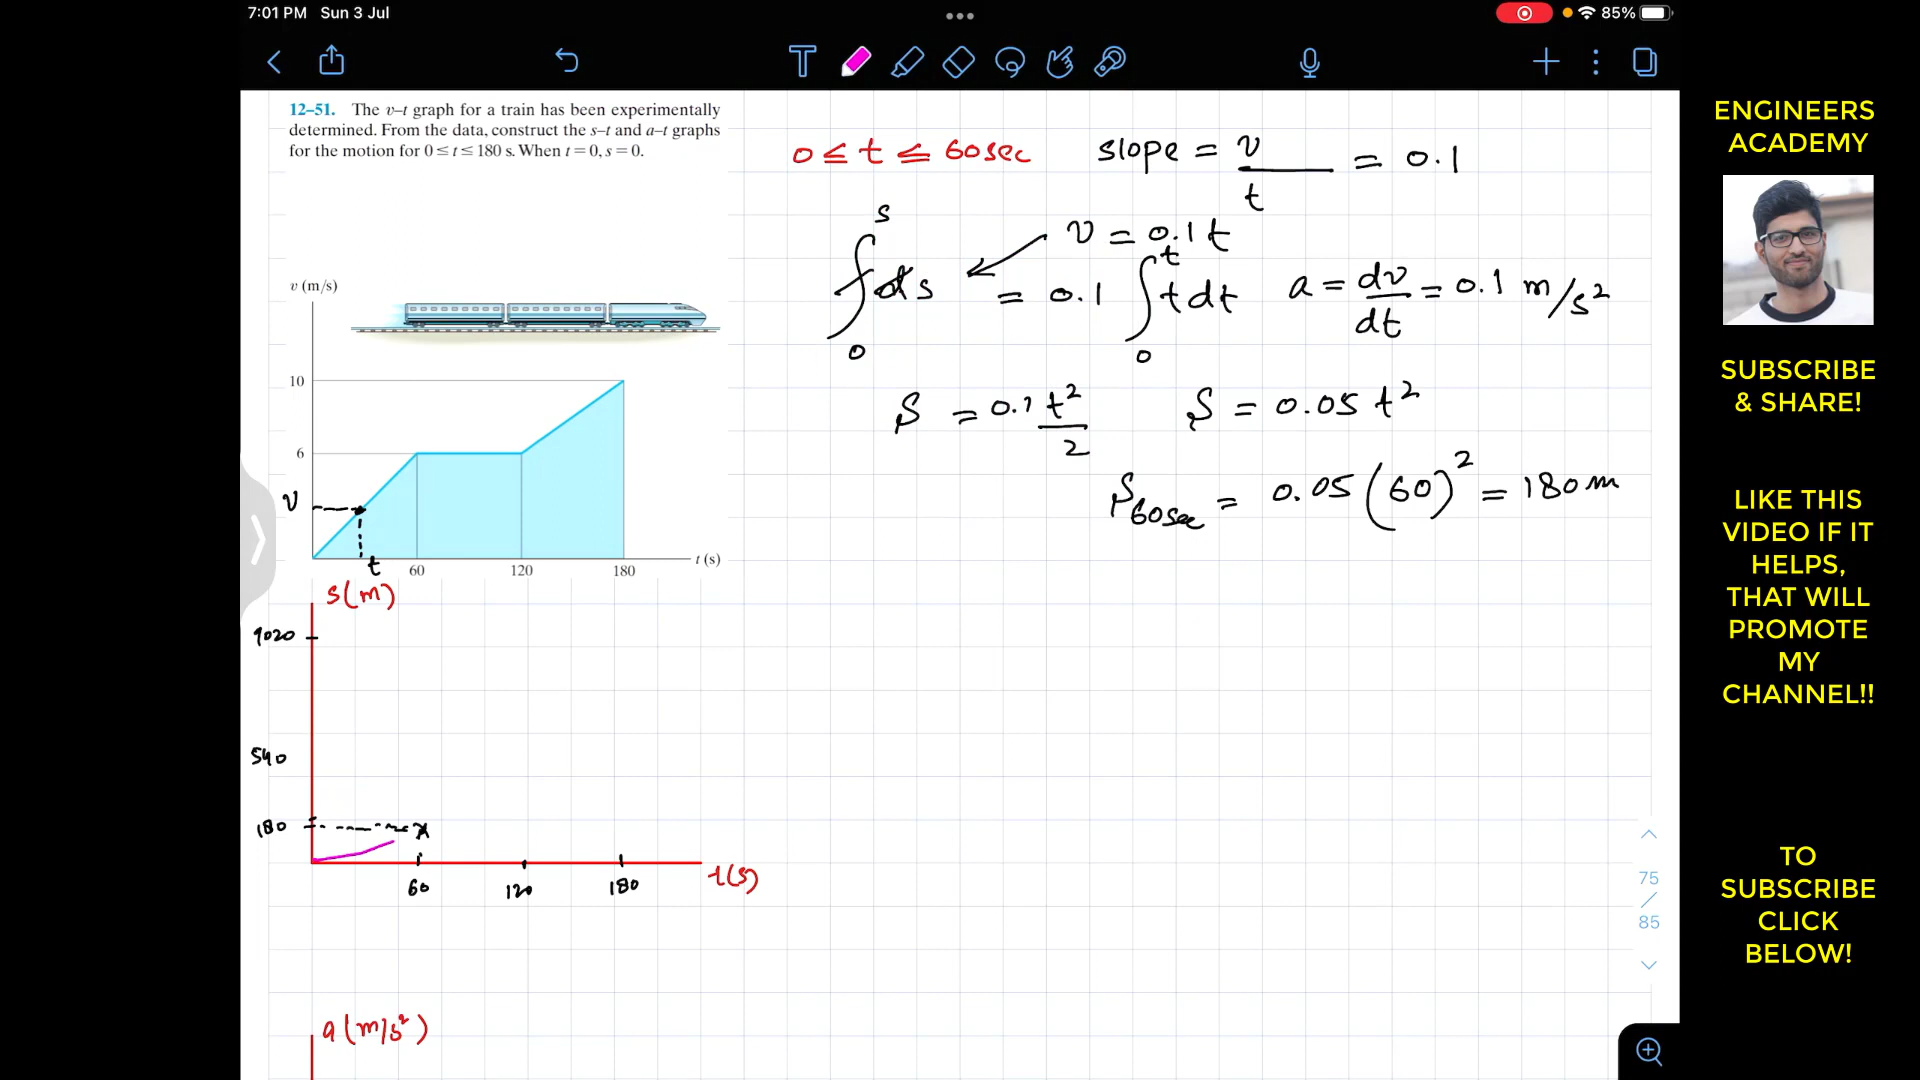 7:01 PM Sun 3 Jul
85%
12–51. The v–t graph for a train has been experimentally
determined. From the data, construct the s–t and a–t graphs
for the motion for 0 ≤ t ≤ 180 s. When t = 0, s = 0.
v (m/s)
10
6
v
t
60
120
180
t (s)
s(m)
1020
540
180
60
120
180
t(s)
a (m/s²)
0 ≤ t ≤ 60sec slope = v/t = 0.1
v = 0.1t
∫₀ˢ ds = 0.1 ∫₀ᵗ t dt a = dv/dt = 0.1 m/s²
S = 0.1 t²/2 S = 0.05 t²
S60sec = 0.05 (60)² = 180m
75
/
85
ENGINEERS
ACADEMY
SUBSCRIBE
& SHARE!
LIKE THIS
VIDEO IF IT
HELPS,
THAT WILL
PROMOTE
MY
CHANNEL!!
TO
SUBSCRIBE
CLICK
BELOW!